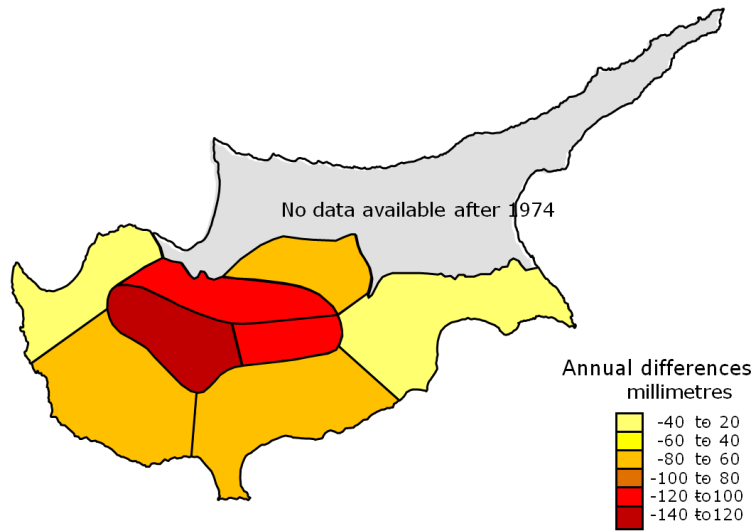 No data available after 1974
Annual differences
millimetres
-40 to 20
-60 to 40
-80 to 60
-100 to 80
-120 to100
-140 to120